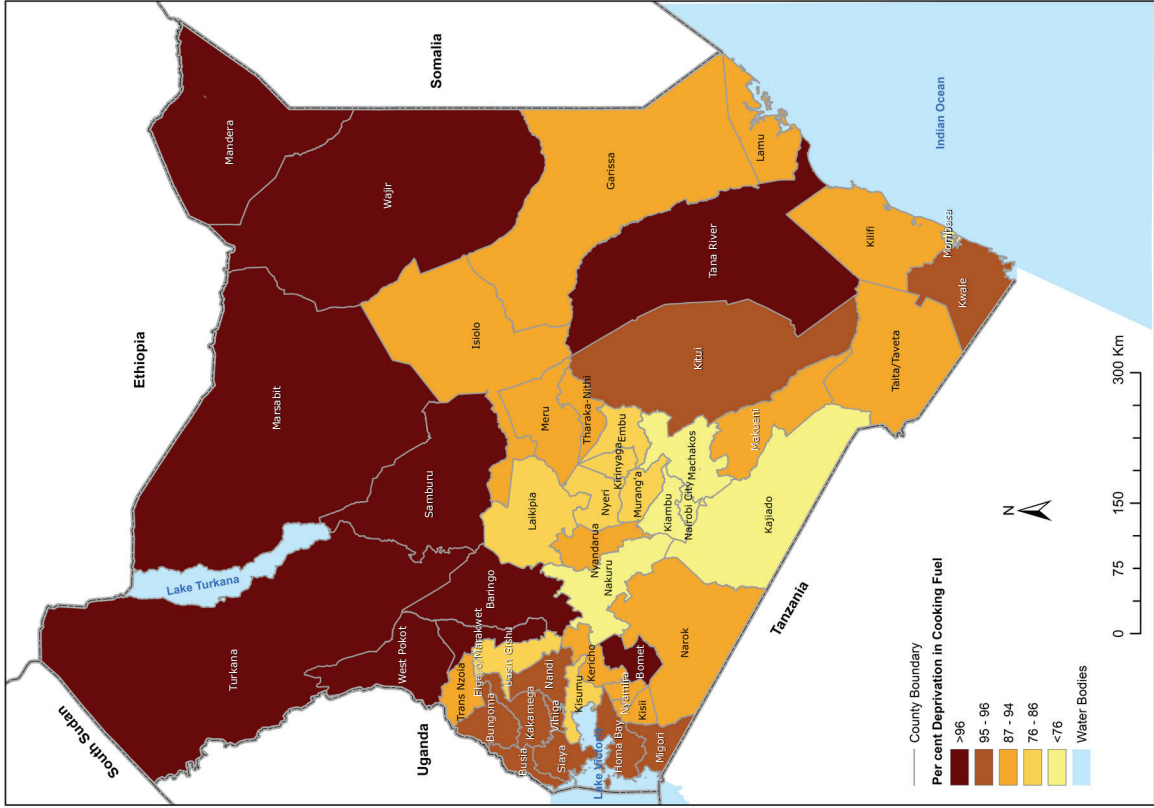 Ethiopia
Somalia
South Sudan
Uganda
Tanzania
Indian Ocean
Lake Turkana
Lake Victoria
Mandera
Wajir
Marsabit
Turkana
Samburu
Isiolo
Garissa
Lamu
Tana River
Kilifi
Mombasa
Kwale
Taita/Taveta
Kitui
Makueni
Meru
Tharaka-Nithi
Embu
Kirinyaga
Nyeri
Murang'a
Machakos
Nairobi City
Kiambu
Laikipia
Nyandarua
Nakuru
Kajiado
Narok
Baringo
West Pokot
Elgeyo/Marakwet
Uasin Gishu
Trans Nzoia
Bungoma
Kakamega
Nandi
Vihiga
Busia
Siaya
Kisumu
Kericho
Bomet
Nyamira
Kisii
Homa Bay
Migori
N
0 75 150 300 Km
County Boundary
Per cent Deprivation in Cooking Fuel
>96
95 - 96
87 - 94
76 - 86
<76
Water Bodies